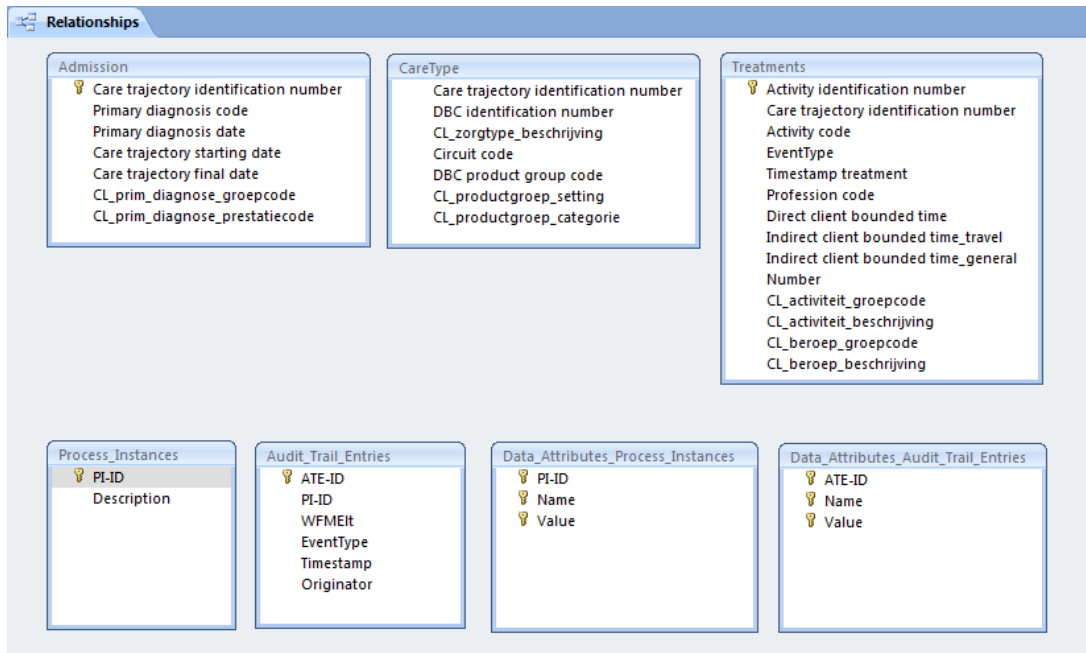 Relationships
Admission
Care trajectory identification number
Primary diagnosis code
Primary diagnosis date
Care trajectory starting date
Care trajectory final date
CL_prim_diagnose_groepcode
CL_prim_diagnose_prestatiecode
CareType
Care trajectory identification number
DBC identification number
CL_zorgtype_beschrijving
Circuit code
DBC product group code
CL_productgroep_setting
CL_productgroep_categorie
Treatments
Activity identification number
Care trajectory identification number
Activity code
EventType
Timestamp treatment
Profession code
Direct client bounded time
Indirect client bounded time_travel
Indirect client bounded time_general
Number
CL_activiteit_groepcode
CL_activiteit_beschrijving
CL_beroep_groepcode
CL_beroep_beschrijving
Process_Instances
PI-ID
Description
Audit_Trail_Entries
ATE-ID
PI-ID
WFMElt
EventType
Timestamp
Originator
Data_Attributes_Process_Instances
PI-ID
Name
Value
Data_Attributes_Audit_Trail_Entries
ATE-ID
Name
Value